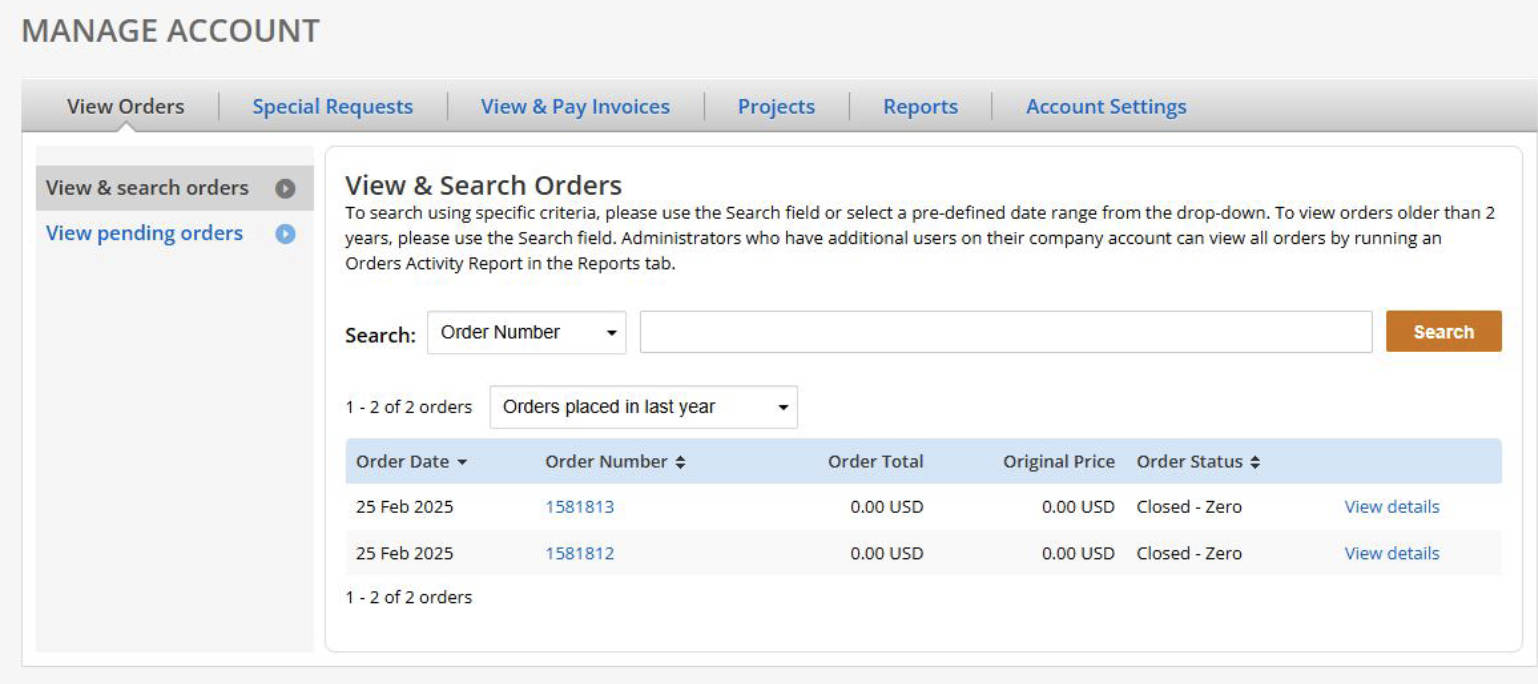 MANAGE ACCOUNT
View Orders Special Requests View & Pay Invoices Projects Reports Account Settings
View & search orders
View pending orders
View & Search Orders
To search using specific criteria, please use the Search field or select a pre-defined date range from the drop-down. To view orders older than 2
years, please use the Search field. Administrators who have additional users on their company account can view all orders by running an
Orders Activity Report in the Reports tab.
Search: Order Number Search
1 - 2 of 2 orders Orders placed in last year
Order Date Order Number Order Total Original Price Order Status
25 Feb 2025 1581813 0.00 USD 0.00 USD Closed - Zero View details
25 Feb 2025 1581812 0.00 USD 0.00 USD Closed - Zero View details
1 - 2 of 2 orders